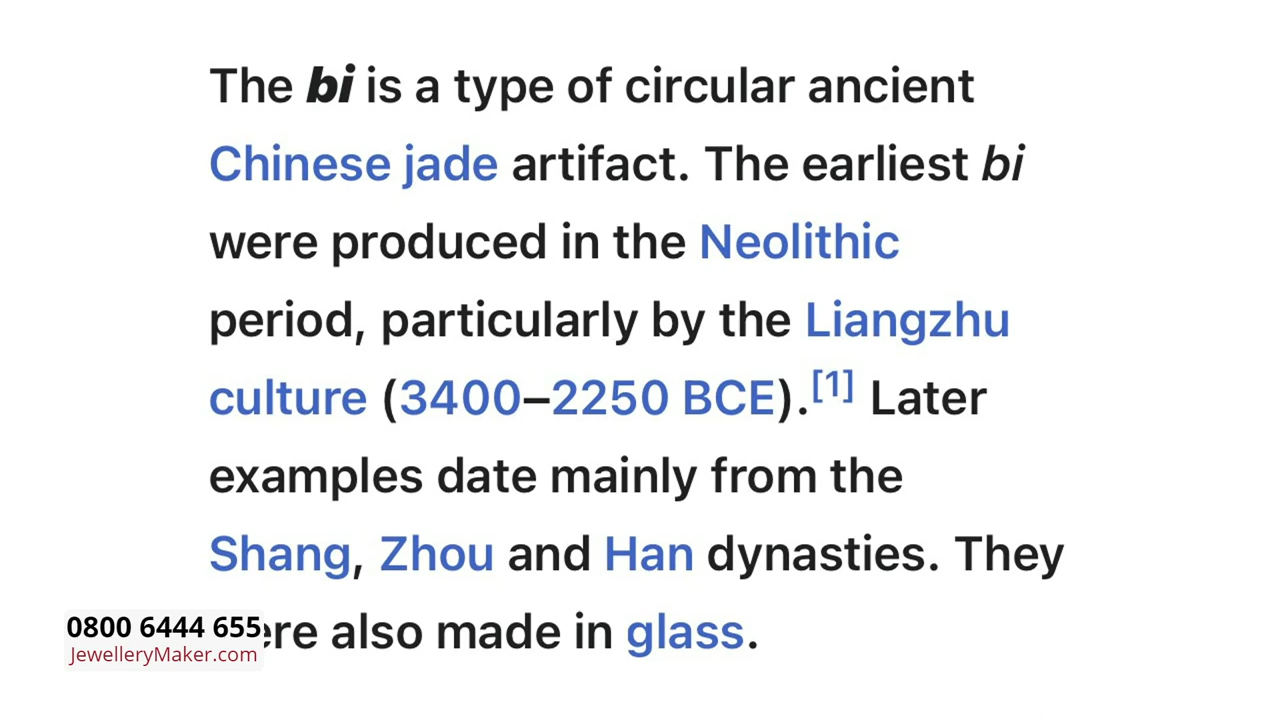 The bi is a type of circular ancient
Chinese jade artifact. The earliest bi
were produced in the Neolithic
period, particularly by the Liangzhu
culture (3400–2250 BCE).[1] Later
examples date mainly from the
Shang, Zhou and Han dynasties. They
ere also made in glass.
0800 6444 655
JewelleryMaker.com